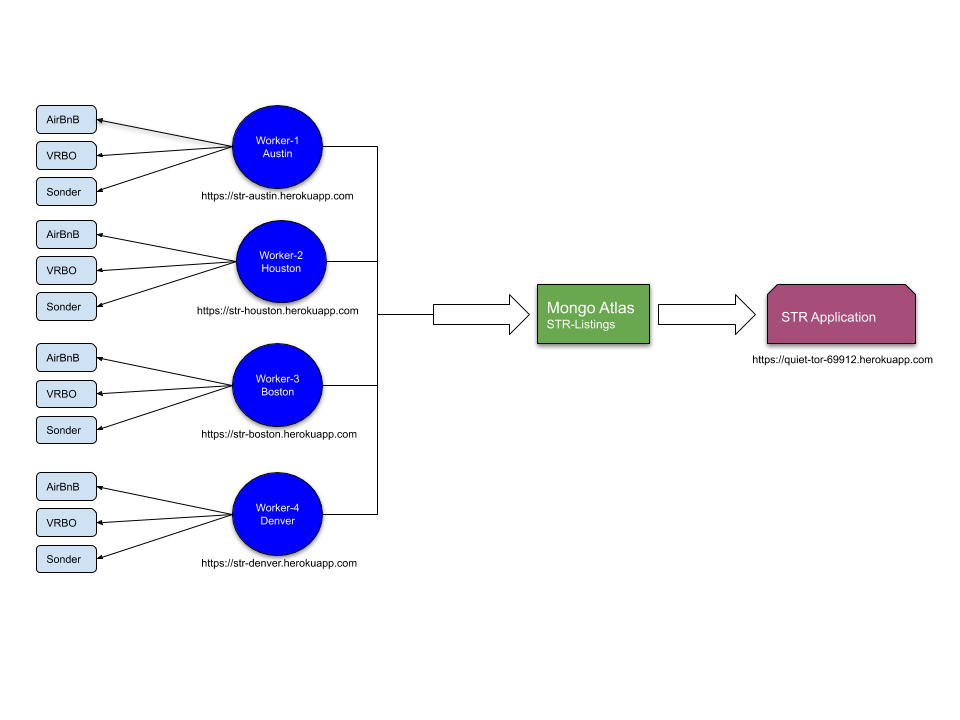 AirBnB
VRBO
Sonder
Worker-1
Austin
https://str-austin.herokuapp.com
AirBnB
VRBO
Sonder
Worker-2
Houston
https://str-houston.herokuapp.com
AirBnB
VRBO
Sonder
Worker-3
Boston
https://str-boston.herokuapp.com
AirBnB
VRBO
Sonder
Worker-4
Denver
https://str-denver.herokuapp.com
Mongo Atlas
STR-Listings
STR Application
https://quiet-tor-69912.herokuapp.com